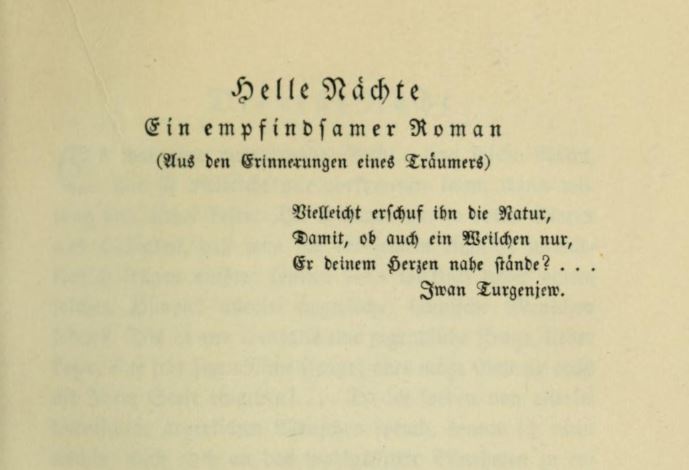 Helle Nächte
Ein empfindsamer Roman
(Aus den Erinnerungen eines Träumers)
Vielleicht erschuf ihn die Natur,
Damit, ob auch ein Weilchen nur,
Er deinem Herzen nahe stände? . . .
Iwan Turgenjew.